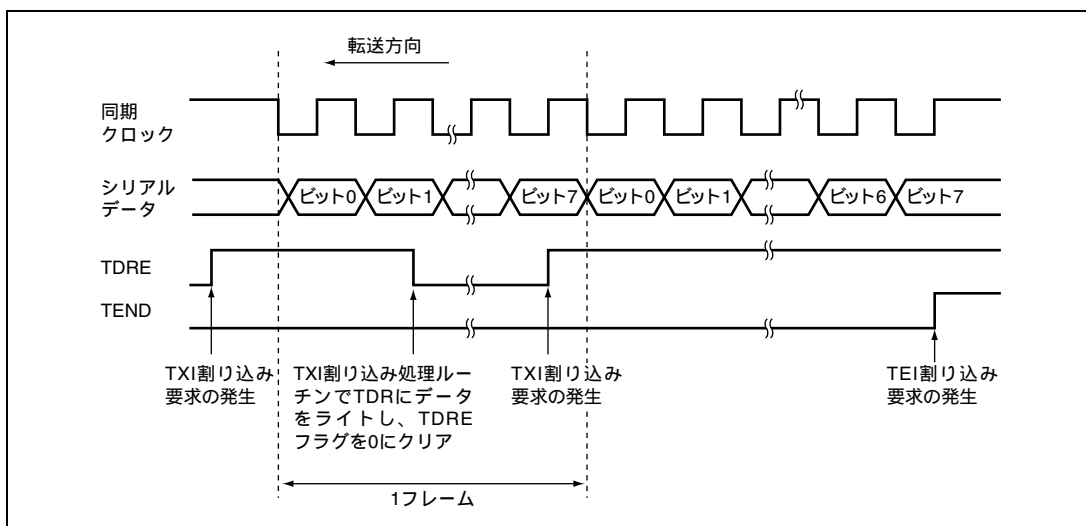 転送方向
同期
クロック
シリアル
データ
ビット0
ビット1
ビット7
ビット0
ビット1
ビット6
ビット7
TDRE
TEND
TXI割り込み
要求の発生
TXI割り込み処理ルー
チンでTDRにデータ
をライトし、TDRE
フラグを0にクリア
TXI割り込み
要求の発生
TEI割り込み
要求の発生
1フレーム